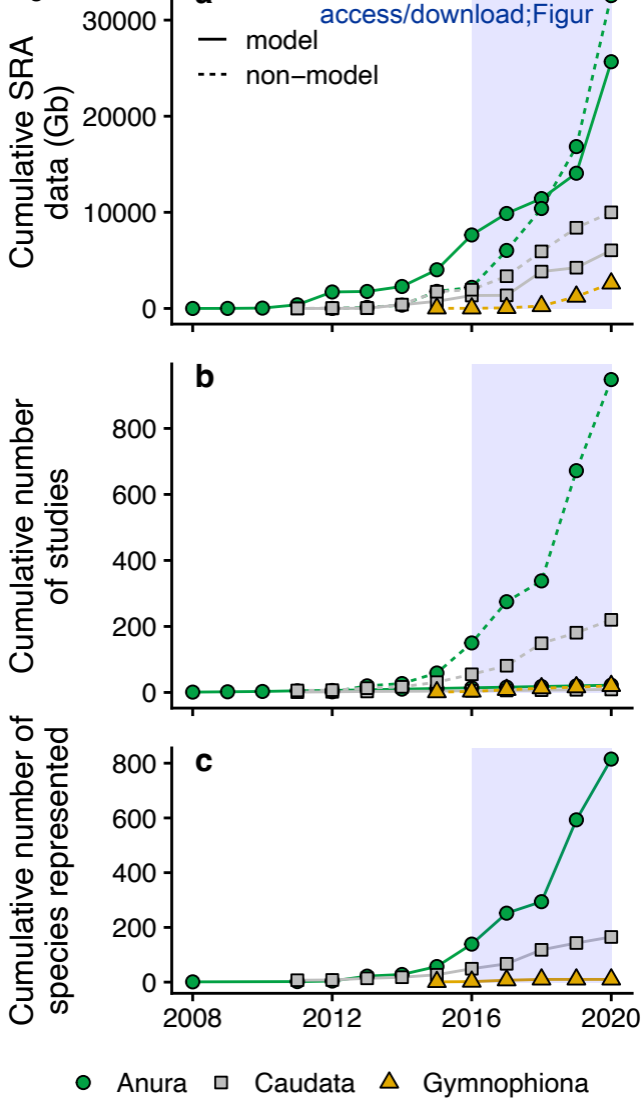 access/download;Figur
Cumulative SRA
data (Gb)
30000
20000
10000
0
model
non−model
b
Cumulative number
of studies
800
600
400
200
0
c
Cumulative number of
species represented
800
600
400
200
0
2008
2012
2016
2020
Anura
Caudata
Gymnophiona